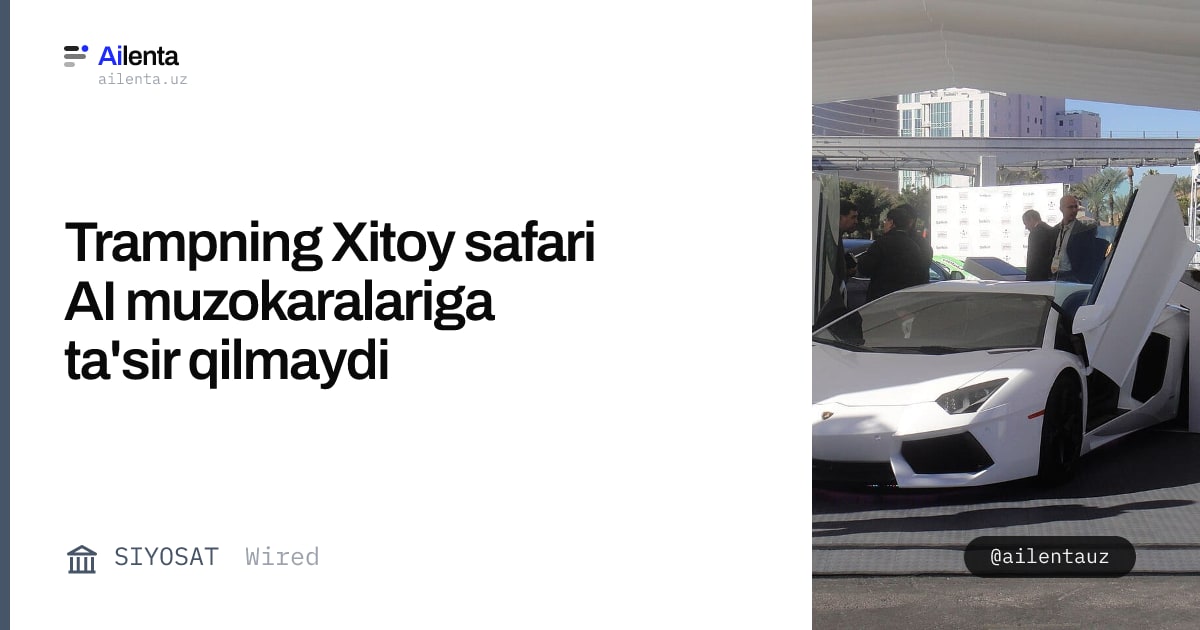 Ailenta
ailenta.uz
Trampning Xitoy safari
AI muzokaralariga
ta'sir qilmaydi
SIYOSAT Wired
@ailentauz